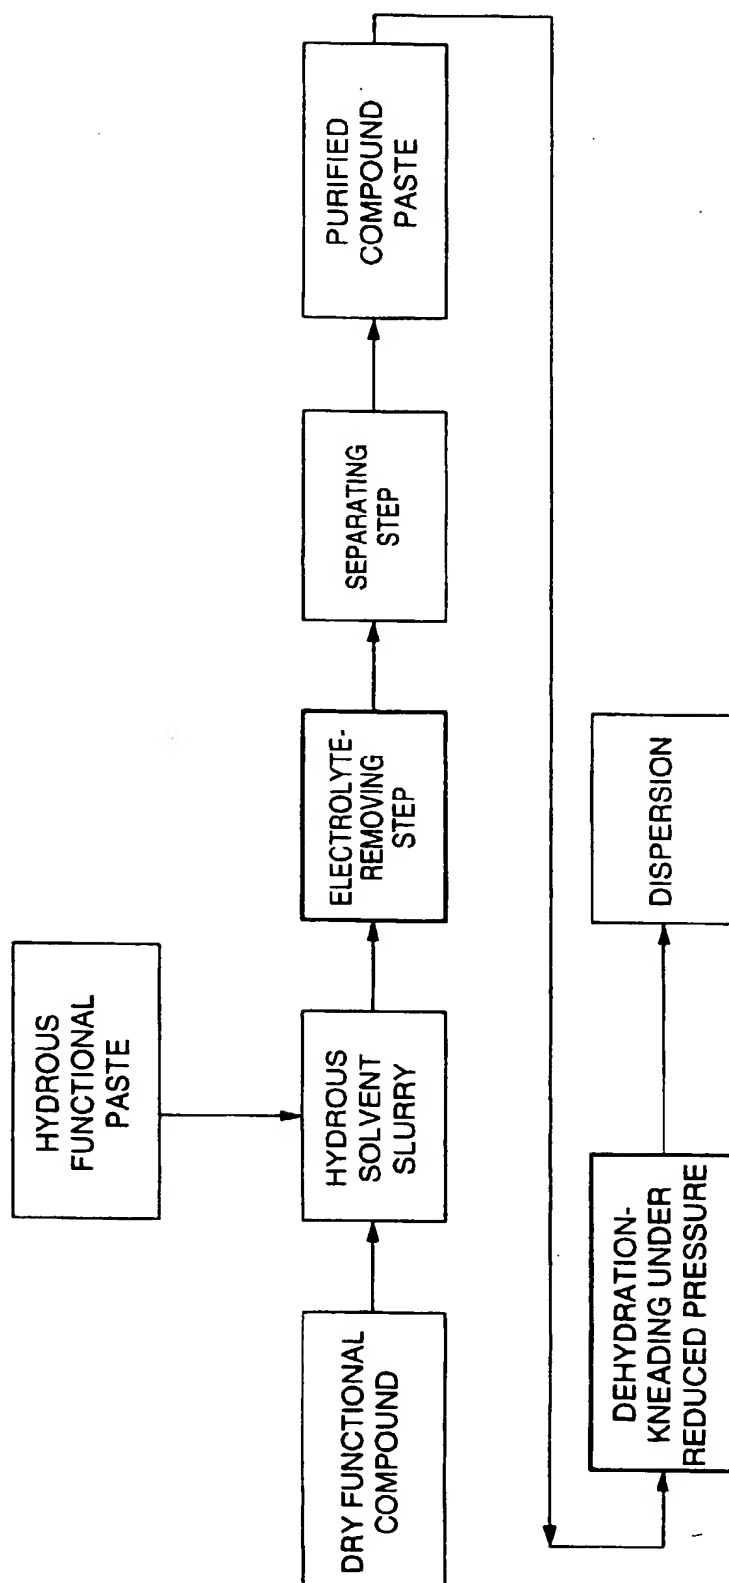 HYDROUS
FUNCTIONAL
PASTE
DRY FUNCTIONAL
COMPOUND
HYDROUS
SOLVENT
SLURRY
ELECTROLYTE-
REMOVING
STEP
SEPARATING
STEP
PURIFIED
COMPOUND
PASTE
DEHYDRATION-
KNEADING UNDER
REDUCED PRESSURE
DISPERSION